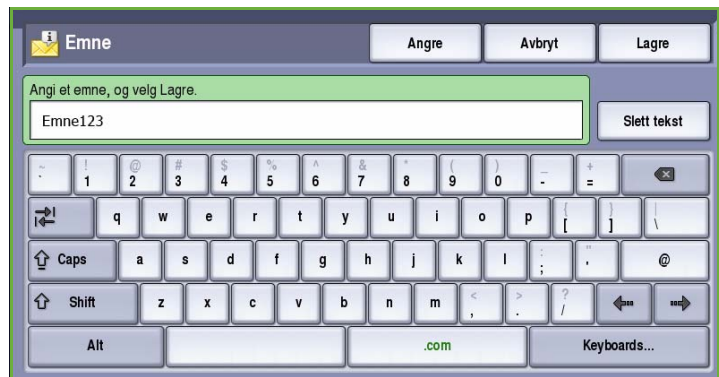 Emne Angre Avbryt Lagre
Angi et emne, og velg Lagre.
Emne123 Slett tekst
~ ` ! 1 @ 2 # 3 $ 4 % 5 ^ 6 & 7 * 8 ( 9 ) 0 _ - + =
q w e r t y u i o p { [ } ] | \
Caps a s d f g h j k l : ; " ' @
Shift z x c v b n m < , > . ? /
Alt .com Keyboards...